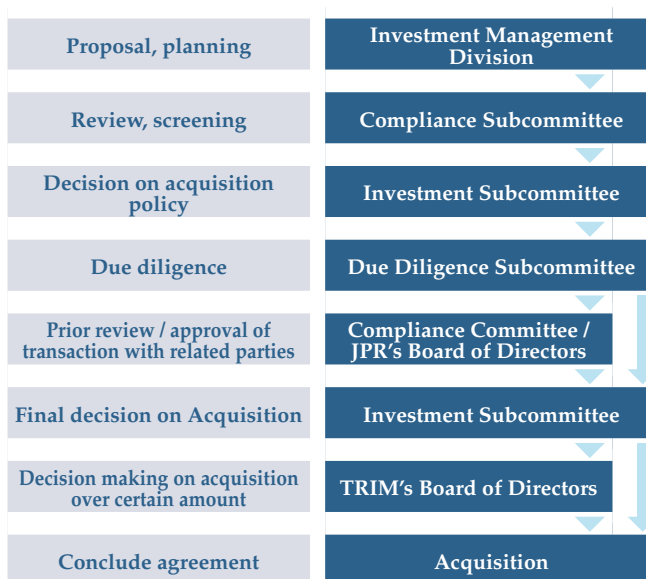 Proposal, planning
Investment Management
Division
Review, screening
Compliance Subcommittee
Decision on acquisition
policy
Investment Subcommittee
Due diligence
Due Diligence Subcommittee
Prior review / approval of
transaction with related parties
Compliance Committee /
JPR's Board of Directors
Final decision on Acquisition
Investment Subcommittee
Decision making on acquisition
over certain amount
TRIM's Board of Directors
Conclude agreement
Acquisition